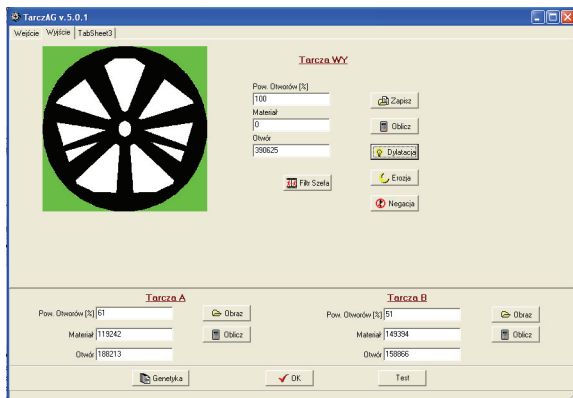 TarczAG v.5.0.1
Wejście Wyjście TabSheet3
Tarcza WY
Pow. Otworów [%]
100
Zapisz
Materiał
0
Oblicz
Otwór
390625
Dylatacja
Filtr Szefa
Erozja
Negacja
Tarcza A
Pow. Otworów [%] 61
Obraz
Materiał 119242
Oblicz
Otwór 188213
Tarcza B
Pow. Otworów [%] 51
Obraz
Materiał 149394
Oblicz
Otwór 158866
Genetyka
OK
Test